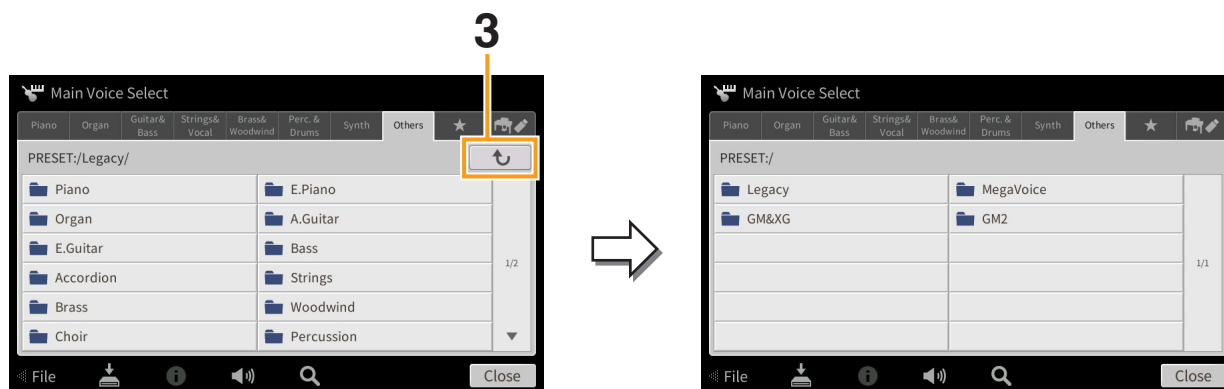 3
Main Voice Select
Piano Organ Guitar& Bass Strings& Vocal Brass& Woodwind Perc. & Drums Synth Others
PRESET:/Legacy/
Piano E.Piano
Organ A.Guitar
E.Guitar Bass
1/2
Accordion Strings
Brass Woodwind
Choir Percussion
File Close
Main Voice Select
Piano Organ Guitar& Bass Strings& Vocal Brass& Woodwind Perc. & Drums Synth Others
PRESET:/
Legacy MegaVoice
GM&XG GM2
1/1
File Close